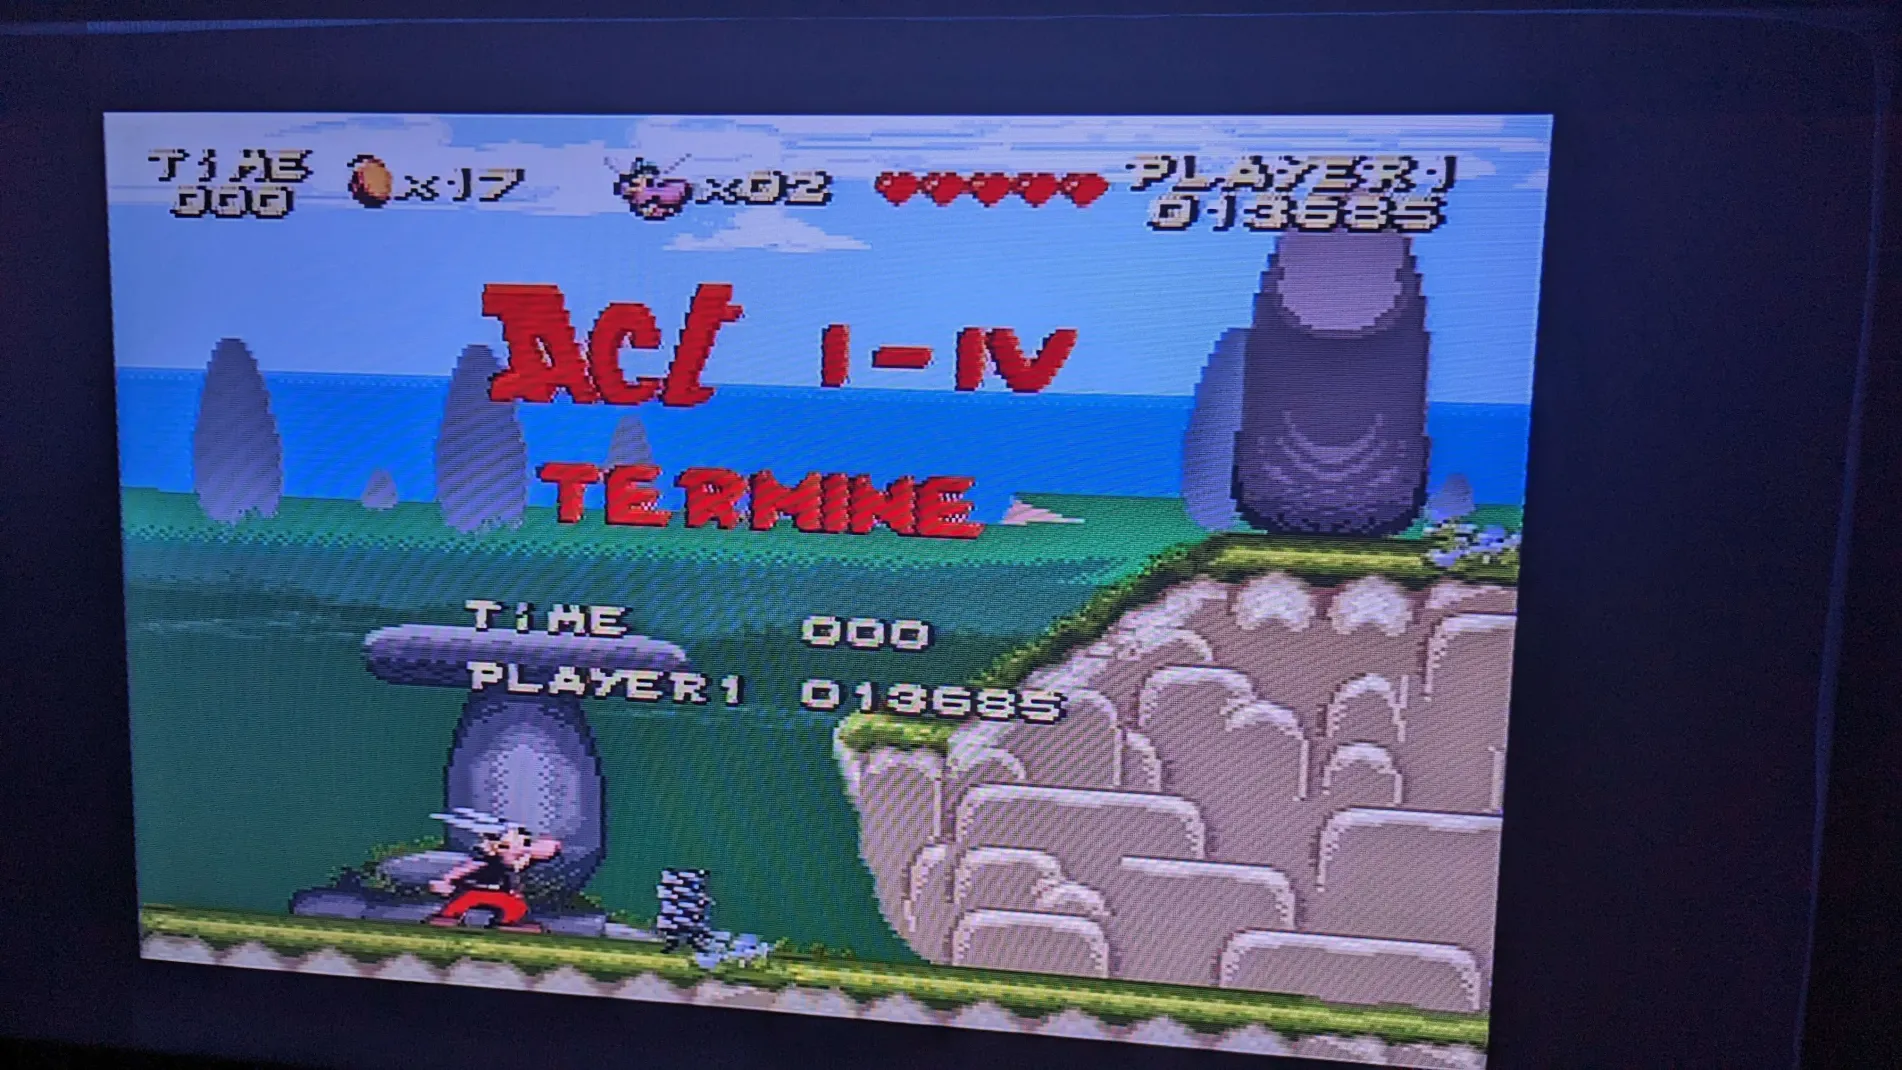 TIME x17 x02 PLAYER1
000 013685
ACt I-IV
TERMINE
TIME 000
PLAYER1 013685